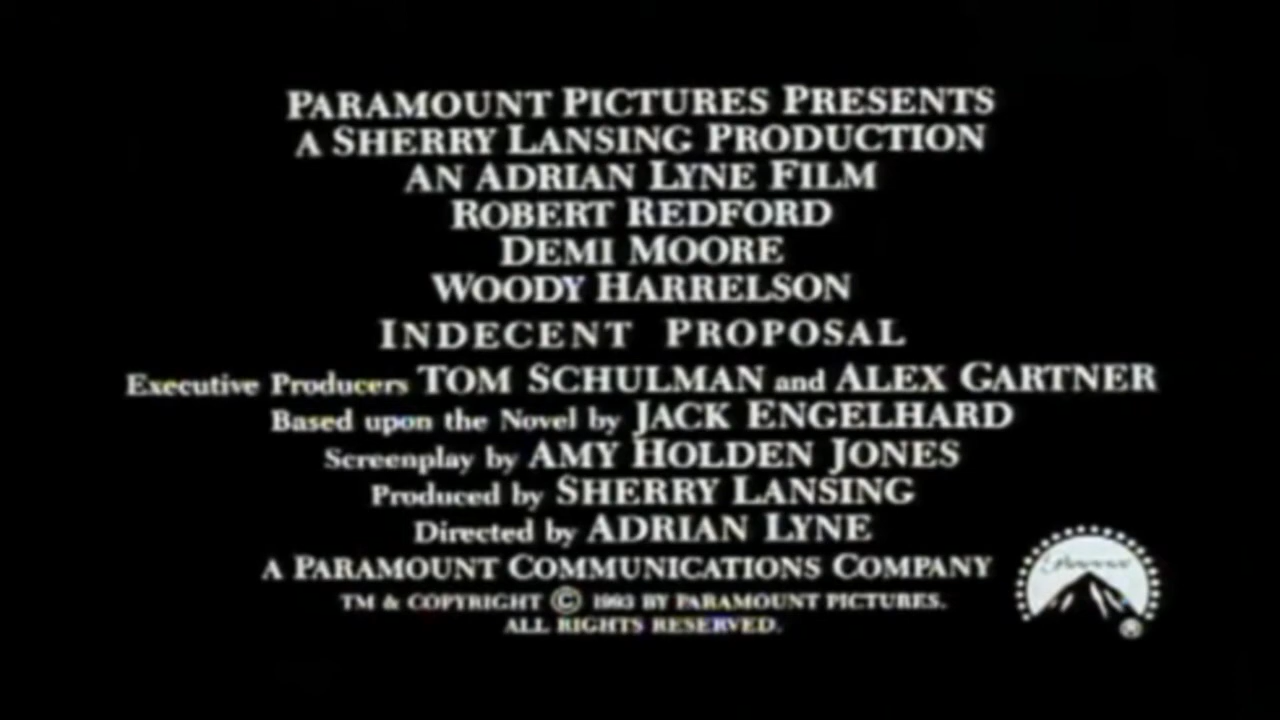 PARAMOUNT PICTURES PRESENTS
A SHERRY LANSING PRODUCTION
AN ADRIAN LYNE FILM
ROBERT REDFORD
DEMI MOORE
WOODY HARRELSON
INDECENT PROPOSAL
Executive Producers TOM SCHULMAN and ALEX GARTNER
Based upon the Novel by JACK ENGELHARD
Screenplay by AMY HOLDEN JONES
Produced by SHERRY LANSING
Directed by ADRIAN LYNE
A PARAMOUNT COMMUNICATIONS COMPANY
TM & COPYRIGHT © 1993 BY PARAMOUNT PICTURES.
ALL RIGHTS RESERVED.
Paramount
®